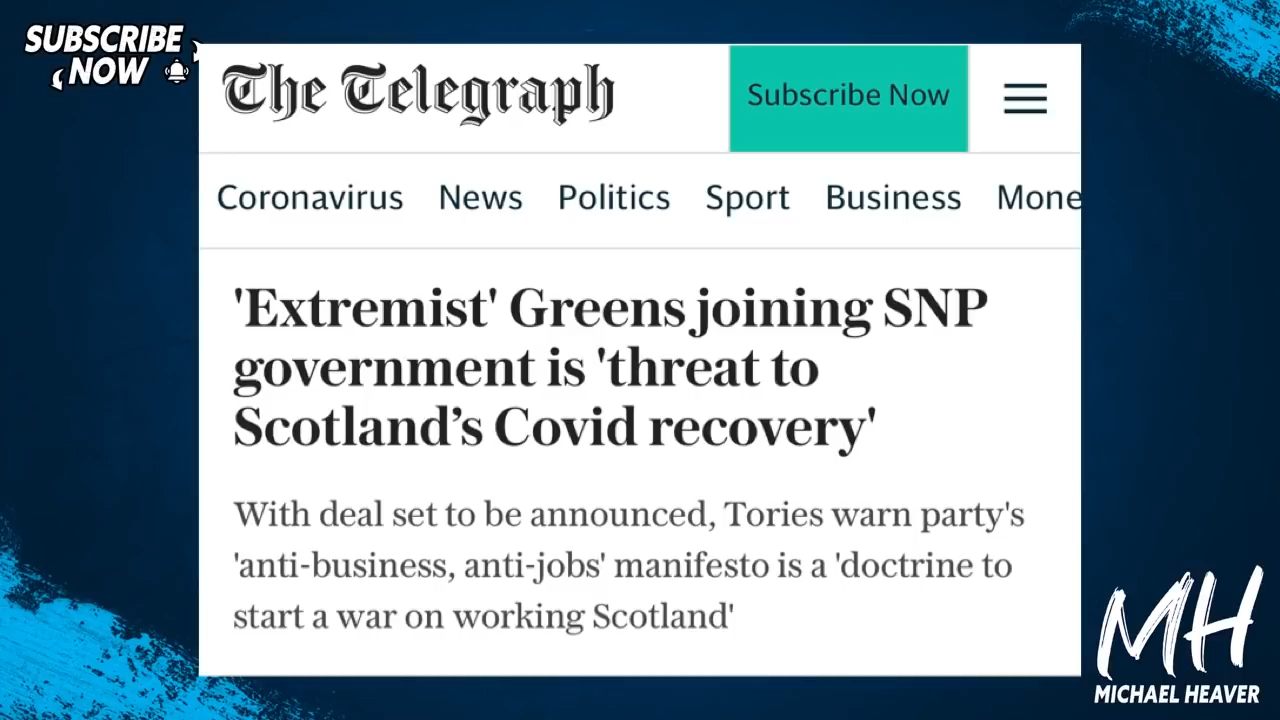 SUBSCRIBE
NOW
The Telegraph
Subscribe Now
Coronavirus News Politics Sport Business Mone
'Extremist' Greens joining SNP
government is 'threat to
Scotland’s Covid recovery'
With deal set to be announced, Tories warn party's
'anti-business, anti-jobs' manifesto is a 'doctrine to
start a war on working Scotland'
MH
MICHAEL HEAVER